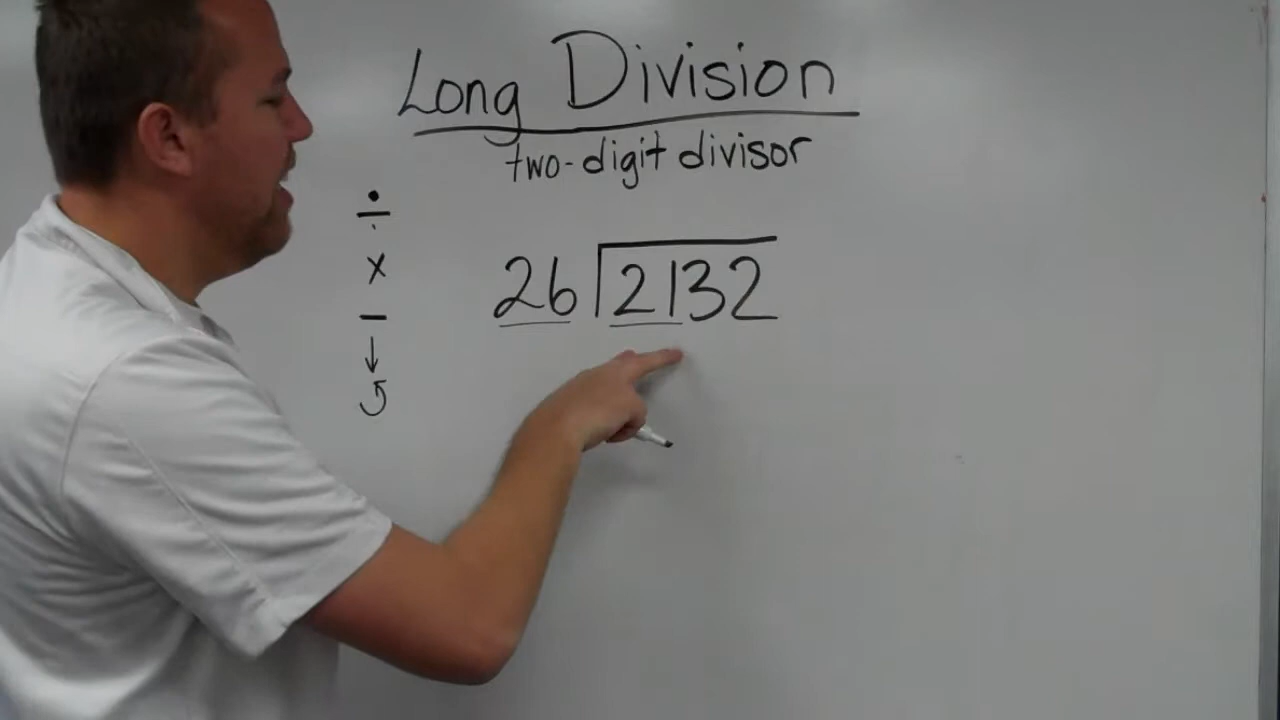 Long Division
two-digit divisor
÷
x
−
↓
↺
26 ⟌2132